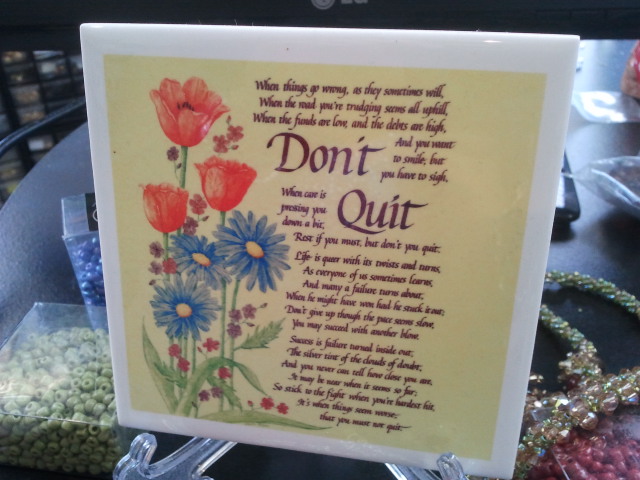 LG
When things go wrong, as they sometimes will,
When the road you're trudging seems all uphill,
When the funds are low, and the debts are high,
And you want
to smile, but
you have to sigh,
Don't
Quit
When care is
pressing you
down a bit,
Rest if you must, but don't you quit.
Life is queer with its twists and turns,
As everyone of us sometimes learns,
And many a failure turns about,
When he might have won had he stuck it out;
Don't give up though the pace seems slow,
You may succeed with another blow.
Success is failure turned inside out,
The silver tint of the clouds of doubt,
And you never can tell how close you are,
It may be near when it seems so far;
So stick to the fight when you're hardest hit,
It's when things seem worse,
that you must not quit.